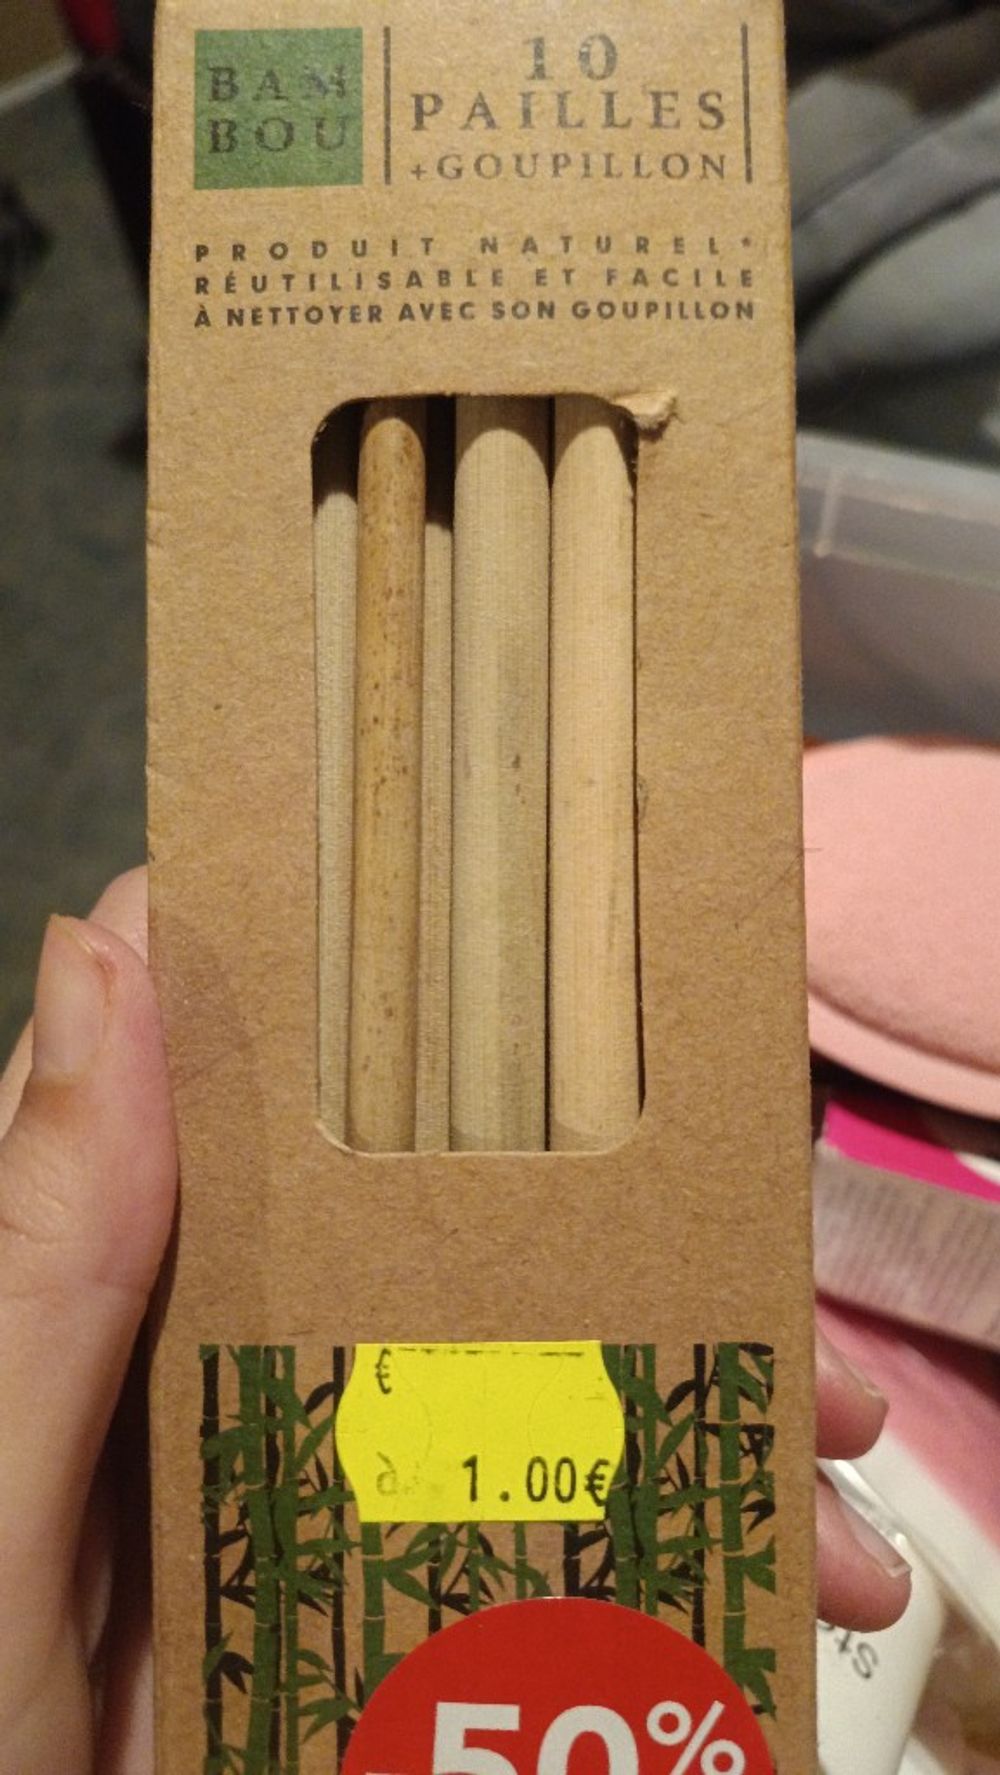 BAM
BOU
10
PAILLES
+GOUPILLON
PRODUIT NATUREL*
RÉUTILISABLE ET FACILE
À NETTOYER AVEC SON GOUPILLON
€
1.00€
-50%